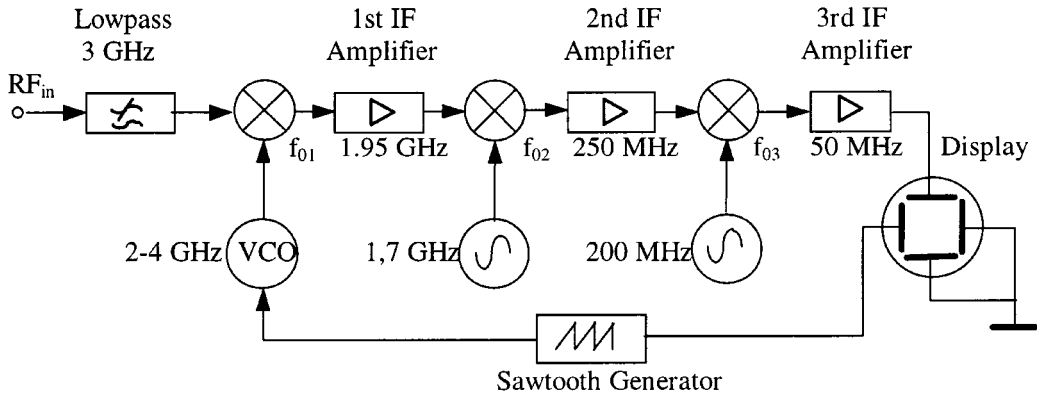 Lowpass
3 GHz
1st IF
Amplifier
2nd IF
Amplifier
3rd IF
Amplifier
RFin
f01
1.95 GHz
f02
250 MHz
f03
50 MHz
Display
2-4 GHz
VCO
1,7 GHz
200 MHz
Sawtooth Generator